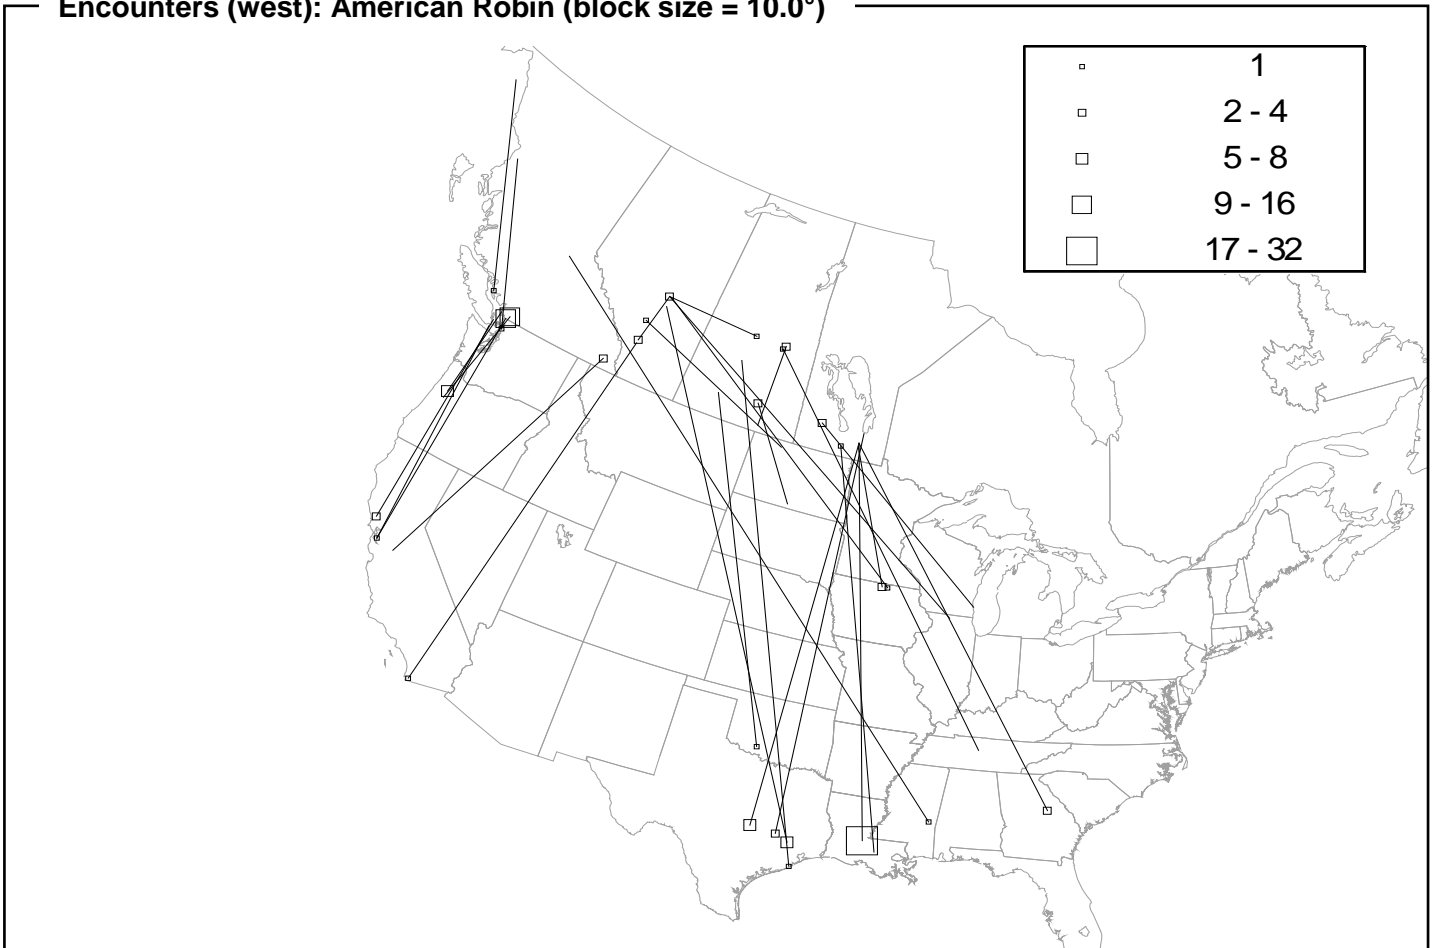 Encounters (west): American Robin (block size = 10.0°)
1
2 - 4
5 - 8
9 - 16
17 - 32